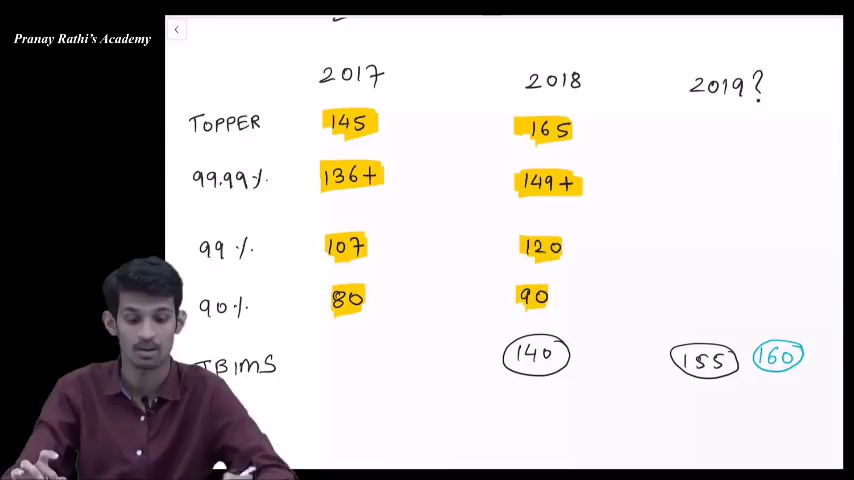 Pranay Rathi's Academy
2017 2018 2019?
TOPPER 145 165
99.99% 136+ 149+
99% 107 120
90% 80 90
JBIMS 140 155 160